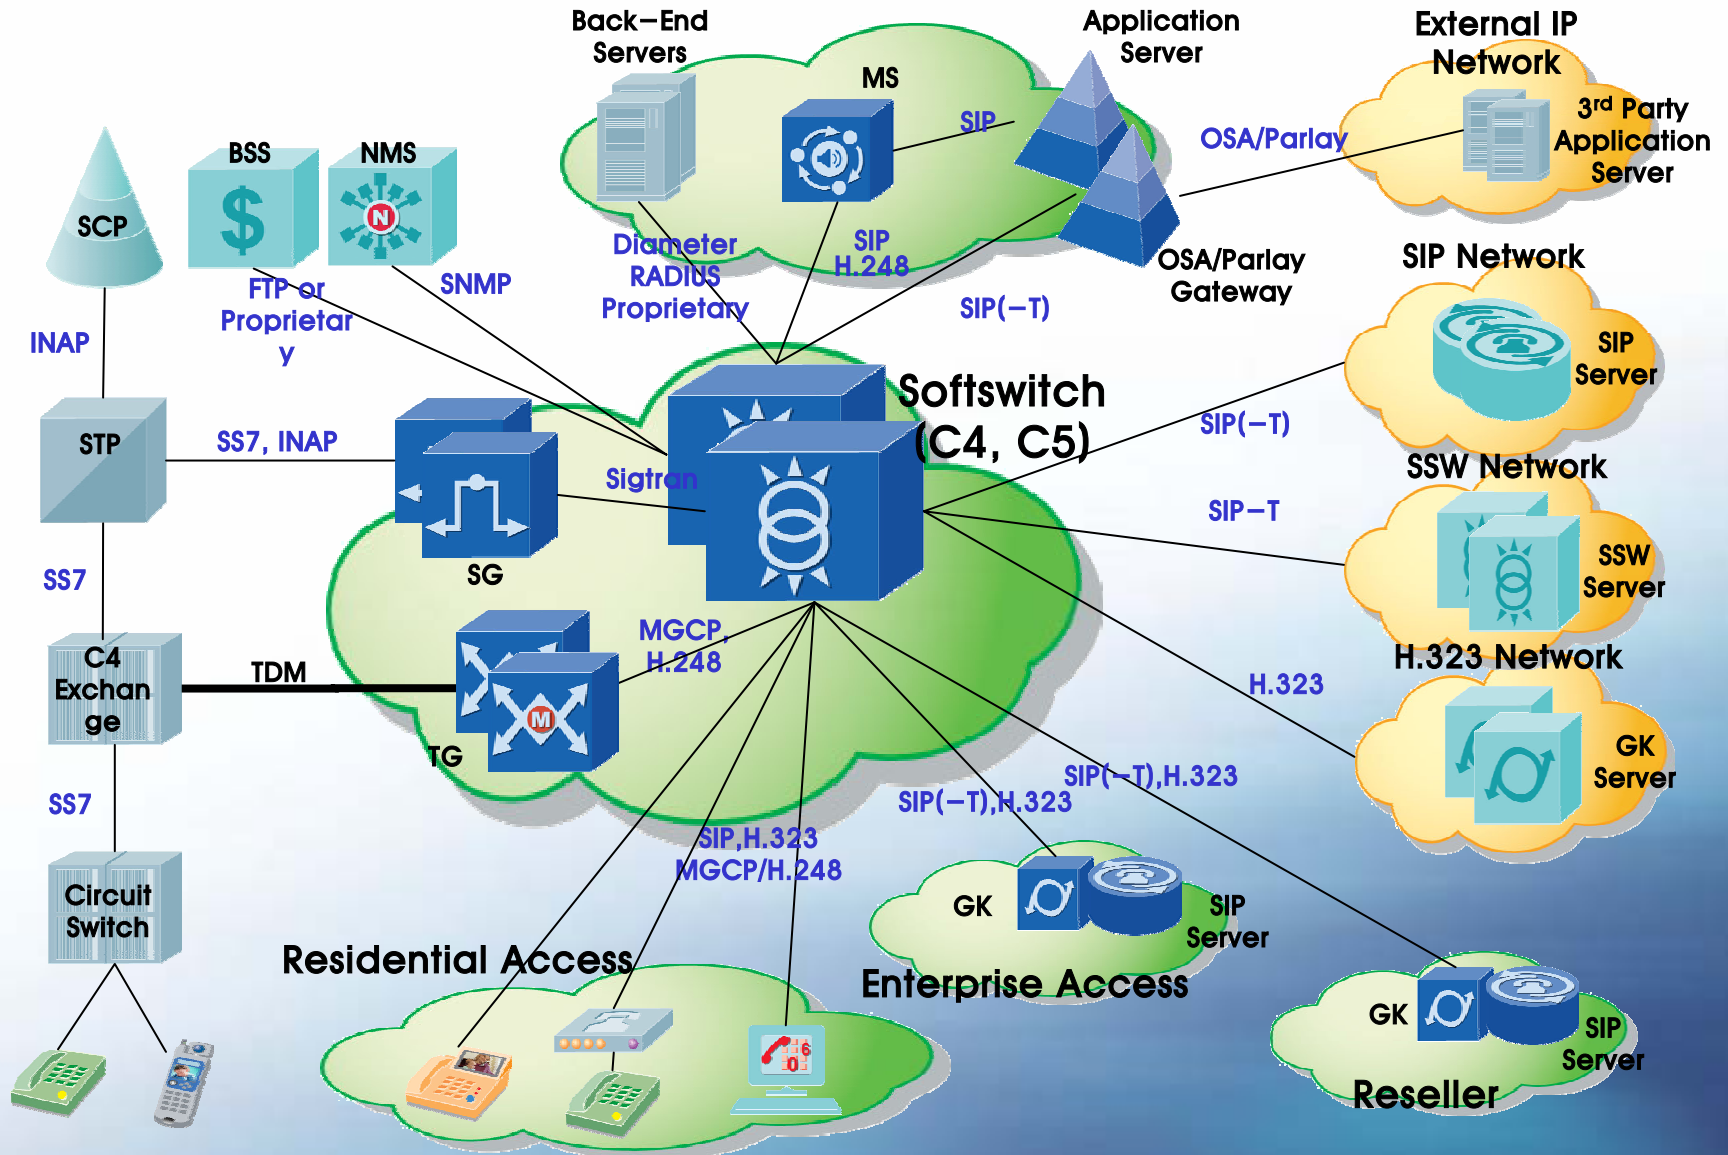 Back-End
Servers
Application
Server
External IP
Network
MS
SIP
3rd Party
Application
Server
OSA/Parlay
BSS
$
NMS
N
SCP
Diameter
RADIUS
Proprietary
SIP
H.248
OSA/Parlay
Gateway
SIP(-T)
SIP Network
SIP
Server
FTP or
Proprietar
y
SNMP
INAP
STP
SS7, INAP
Softswitch
(C4, C5)
SIP(-T)
Sigtran
SSW Network
SIP-T
SSW
Server
SG
SS7
C4
Exchan
ge
TDM
MGCP,
H.248
M
TG
H.323 Network
H.323
GK
Server
SS7
SIP(-T),H.323
SIP(-T),H.323
SIP,H.323
MGCP/H.248
Circuit
Switch
GK
SIP
Server
Residential Access
Enterprise Access
GK
SIP
Server
Reseller
6
0